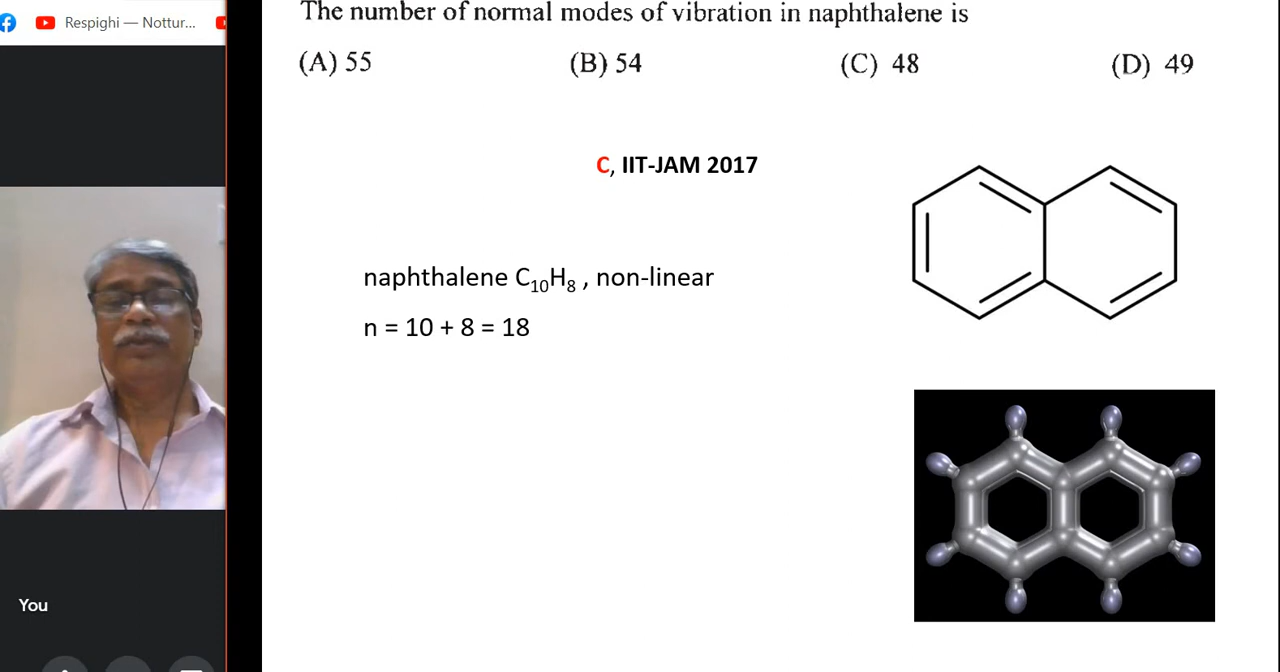 Respighi — Nottur...
The number of normal modes of vibration in naphthalene is
(A) 55 (B) 54 (C) 48 (D) 49
C, IIT-JAM 2017
naphthalene C₁₀H₈ , non-linear
n = 10 + 8 = 18
You